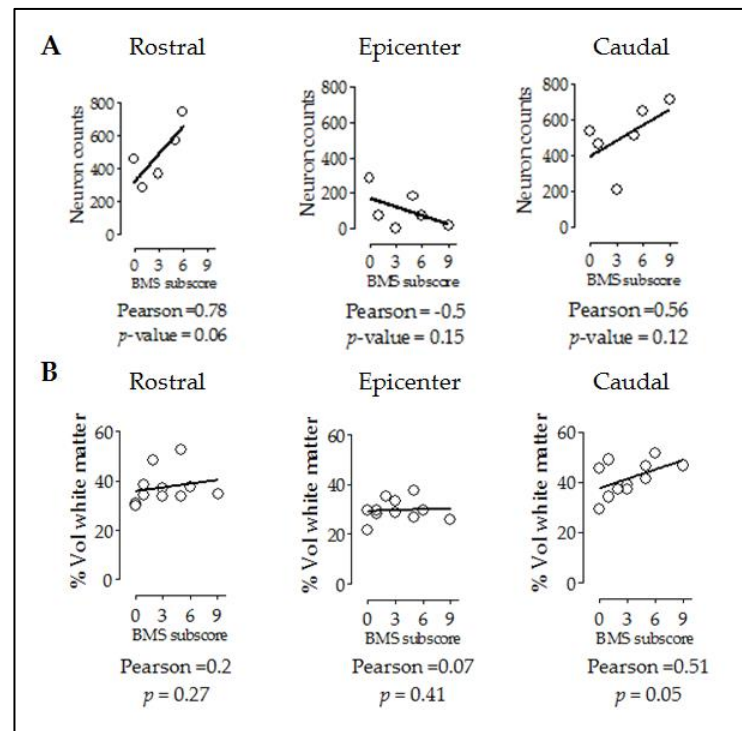 A
Rostral Epicenter Caudal
Neuron counts
800
600
400
200
0
0 3 6 9
BMS subscore
Pearson =0.78
p-value = 0.06
Neuron counts
800
600
400
200
0
0 3 6 9
BMS subscore
Pearson = -0.5
p-value = 0.15
Neuron counts
800
600
400
200
0
0 3 6 9
BMS subscore
Pearson=0.56
p-value = 0.12
B
Rostral Epicenter Caudal
% Vol white matter
60
40
20
0
0 3 6 9
BMS subscore
Pearson =0.2
p = 0.27
% Vol white matter
60
40
20
0
0 3 6 9
BMS subscore
Pearson =0.07
p = 0.41
% Vol white matter
60
40
20
0
0 3 6 9
BMS subscore
Pearson =0.51
p = 0.05